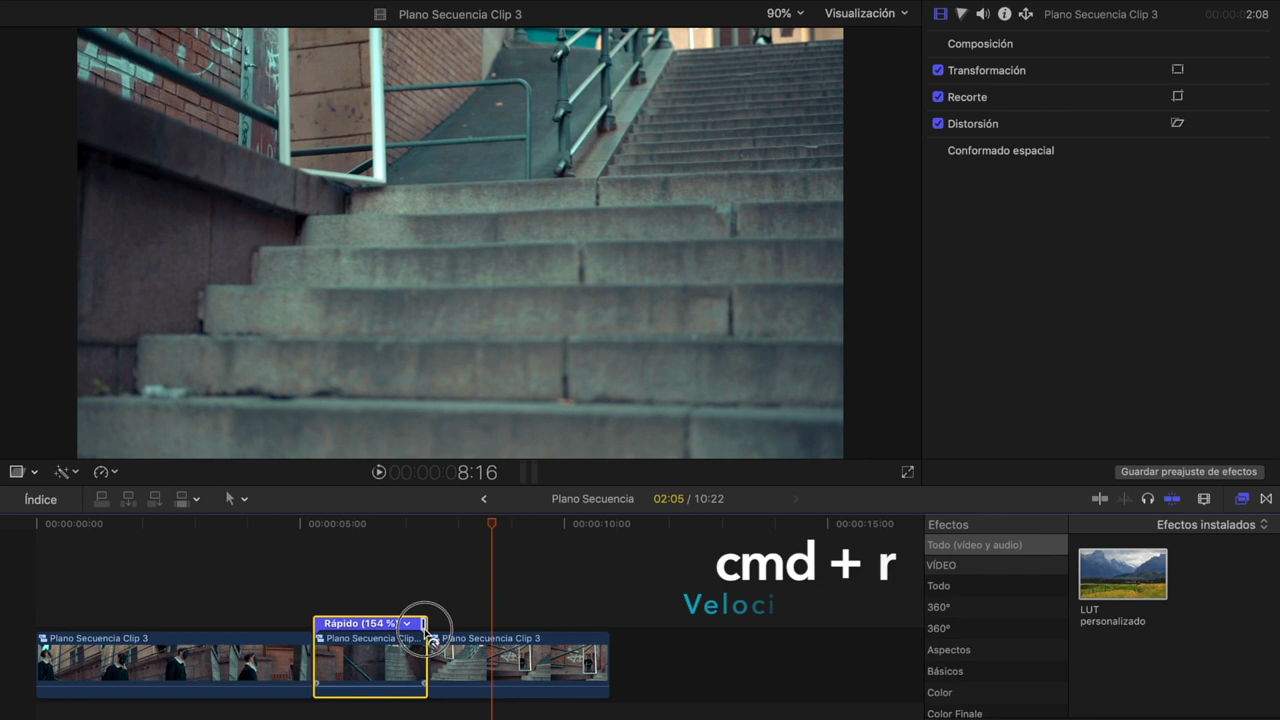 Plano Secuencia Clip 3
90%
Visualización
Plano Secuencia Clip 3
00:00:02:08
Composición
Transformación
Recorte
Distorsión
Conformado espacial
00:00:08:16
Guardar preajuste de efectos
Índice
Plano Secuencia
02:05 / 10:22
00:00:00:00
00:00:05:00
00:00:10:00
00:00:15:00
Efectos
Efectos instalados
Todo (vídeo y audio)
VÍDEO
Todo
360°
360°
Aspectos
Básicos
Color
Color Finale
LUT
personalizado
cmd + r
Veloci
Rápido (154 %)
Plano Secuencia Clip 3
Plano Secuencia Clip...
Plano Secuencia Clip 3